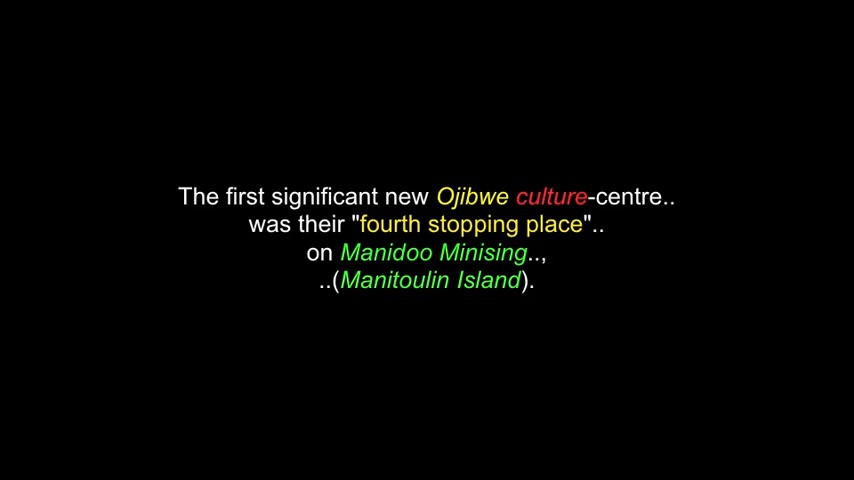 The first significant new Ojibwe culture-centre..
was their "fourth stopping place"..
on Manidoo Minising..,
..(Manitoulin Island).